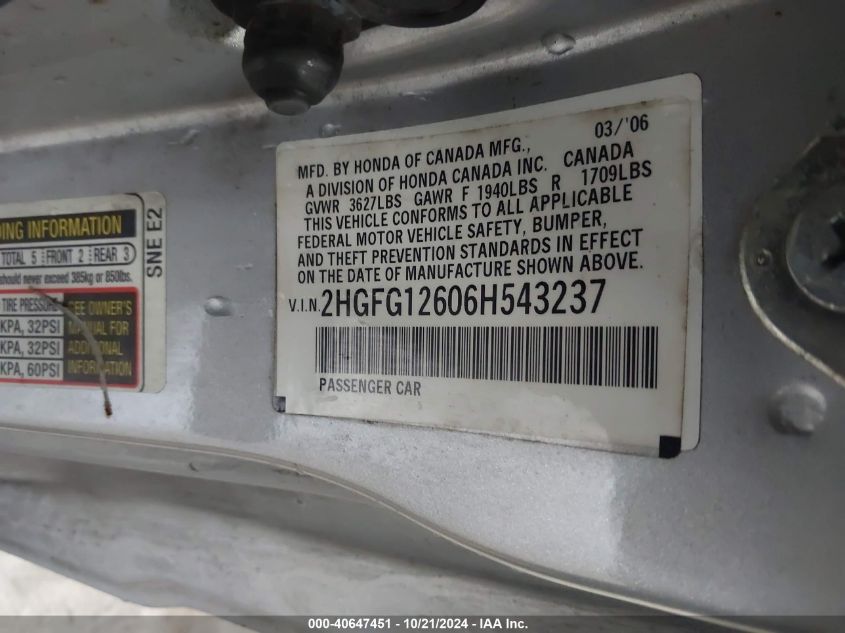 03/'06
MFD. BY HONDA OF CANADA MFG.,
A DIVISION OF HONDA CANADA INC. CANADA
GVWR 3627LBS GAWR F 1940LBS R 1709LBS
THIS VEHICLE CONFORMS TO ALL APPLICABLE
FEDERAL MOTOR VEHICLE SAFETY, BUMPER,
AND THEFT PREVENTION STANDARDS IN EFFECT
ON THE DATE OF MANUFACTURE SHOWN ABOVE.
V.I.N. 2HGFG12606H543237
PASSENGER CAR
INFORMATION
TOTAL 5 FRONT 2 REAR 3
should never exceed 385kg or 850lbs.
TIRE PRESSURE
KPA, 32PSI
KPA, 32PSI
KPA, 60PSI
SEE OWNER'S
MANUAL FOR
ADDITIONAL
INFORMATION
SNE E2
000-40647451 - 10/21/2024 - IAA Inc.